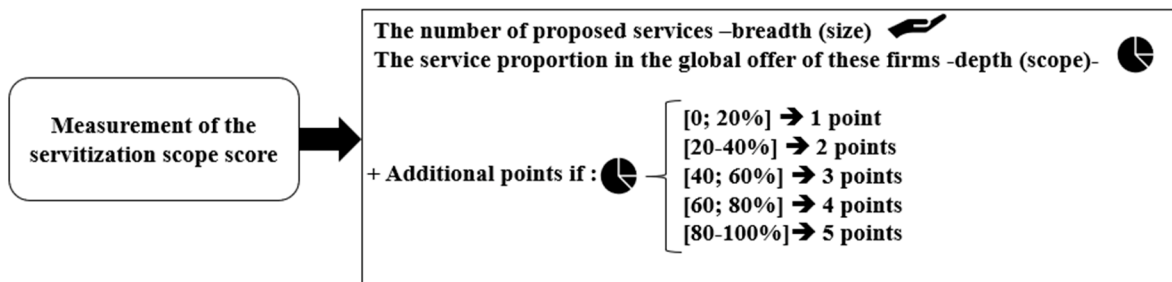 The number of proposed services –breadth (size)
The service proportion in the global offer of these firms -depth (scope)-
Measurement of the
servitization scope score
+ Additional points if :
[0; 20%] ➔ 1 point
[20-40%] ➔ 2 points
[40; 60%] ➔ 3 points
[60; 80%] ➔ 4 points
[80-100%] ➔ 5 points